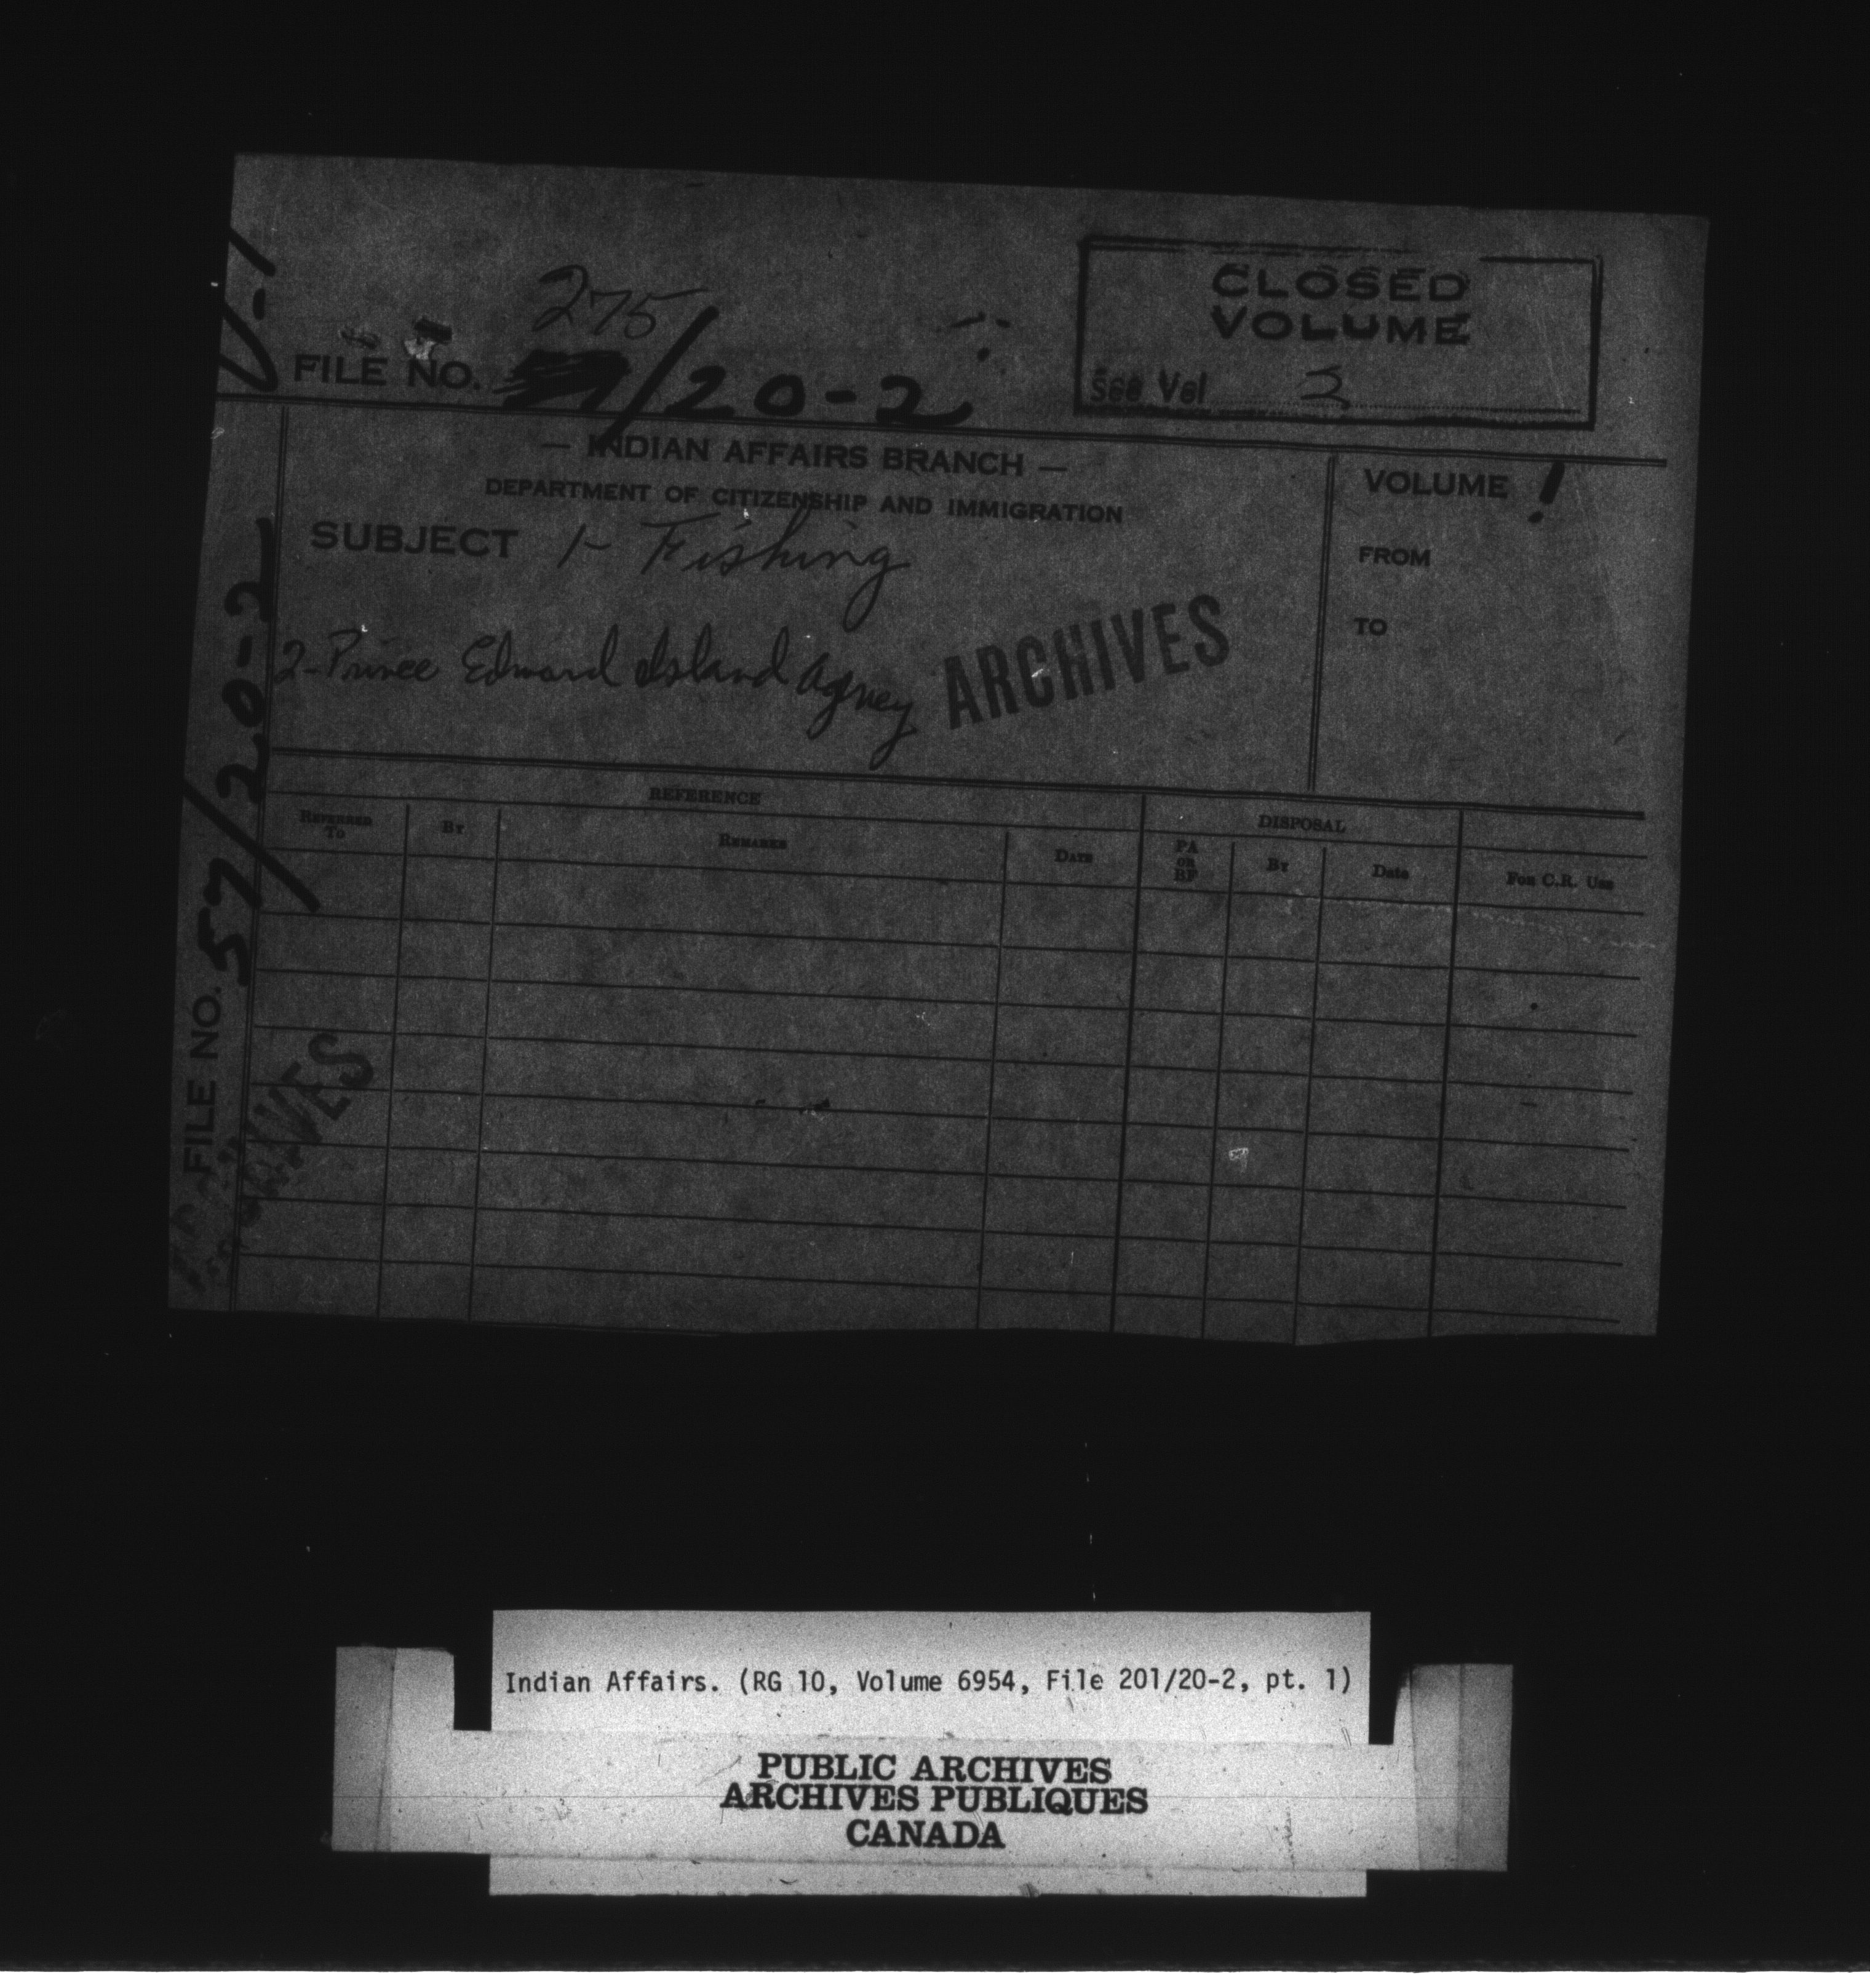 V-1
CLOSED
VOLUME
See Vol 2
FILE NO. 275/20-2
— INDIAN AFFAIRS BRANCH —
DEPARTMENT OF CITIZENSHIP AND IMMIGRATION
VOLUME 1
FROM
TO
SUBJECT 1- Fishing
2-Prince Edward Island Agney
ARCHIVES
REFERENCE
DISPOSAL
REFERRED TO
BY
REMARKS
DATE
PA OR BF
BY
Date
FOR C.R. USE
FILE NO. 57/20-2
Indian Affairs. (RG 10, Volume 6954, File 201/20-2, pt. 1)
PUBLIC ARCHIVES
ARCHIVES PUBLIQUES
CANADA